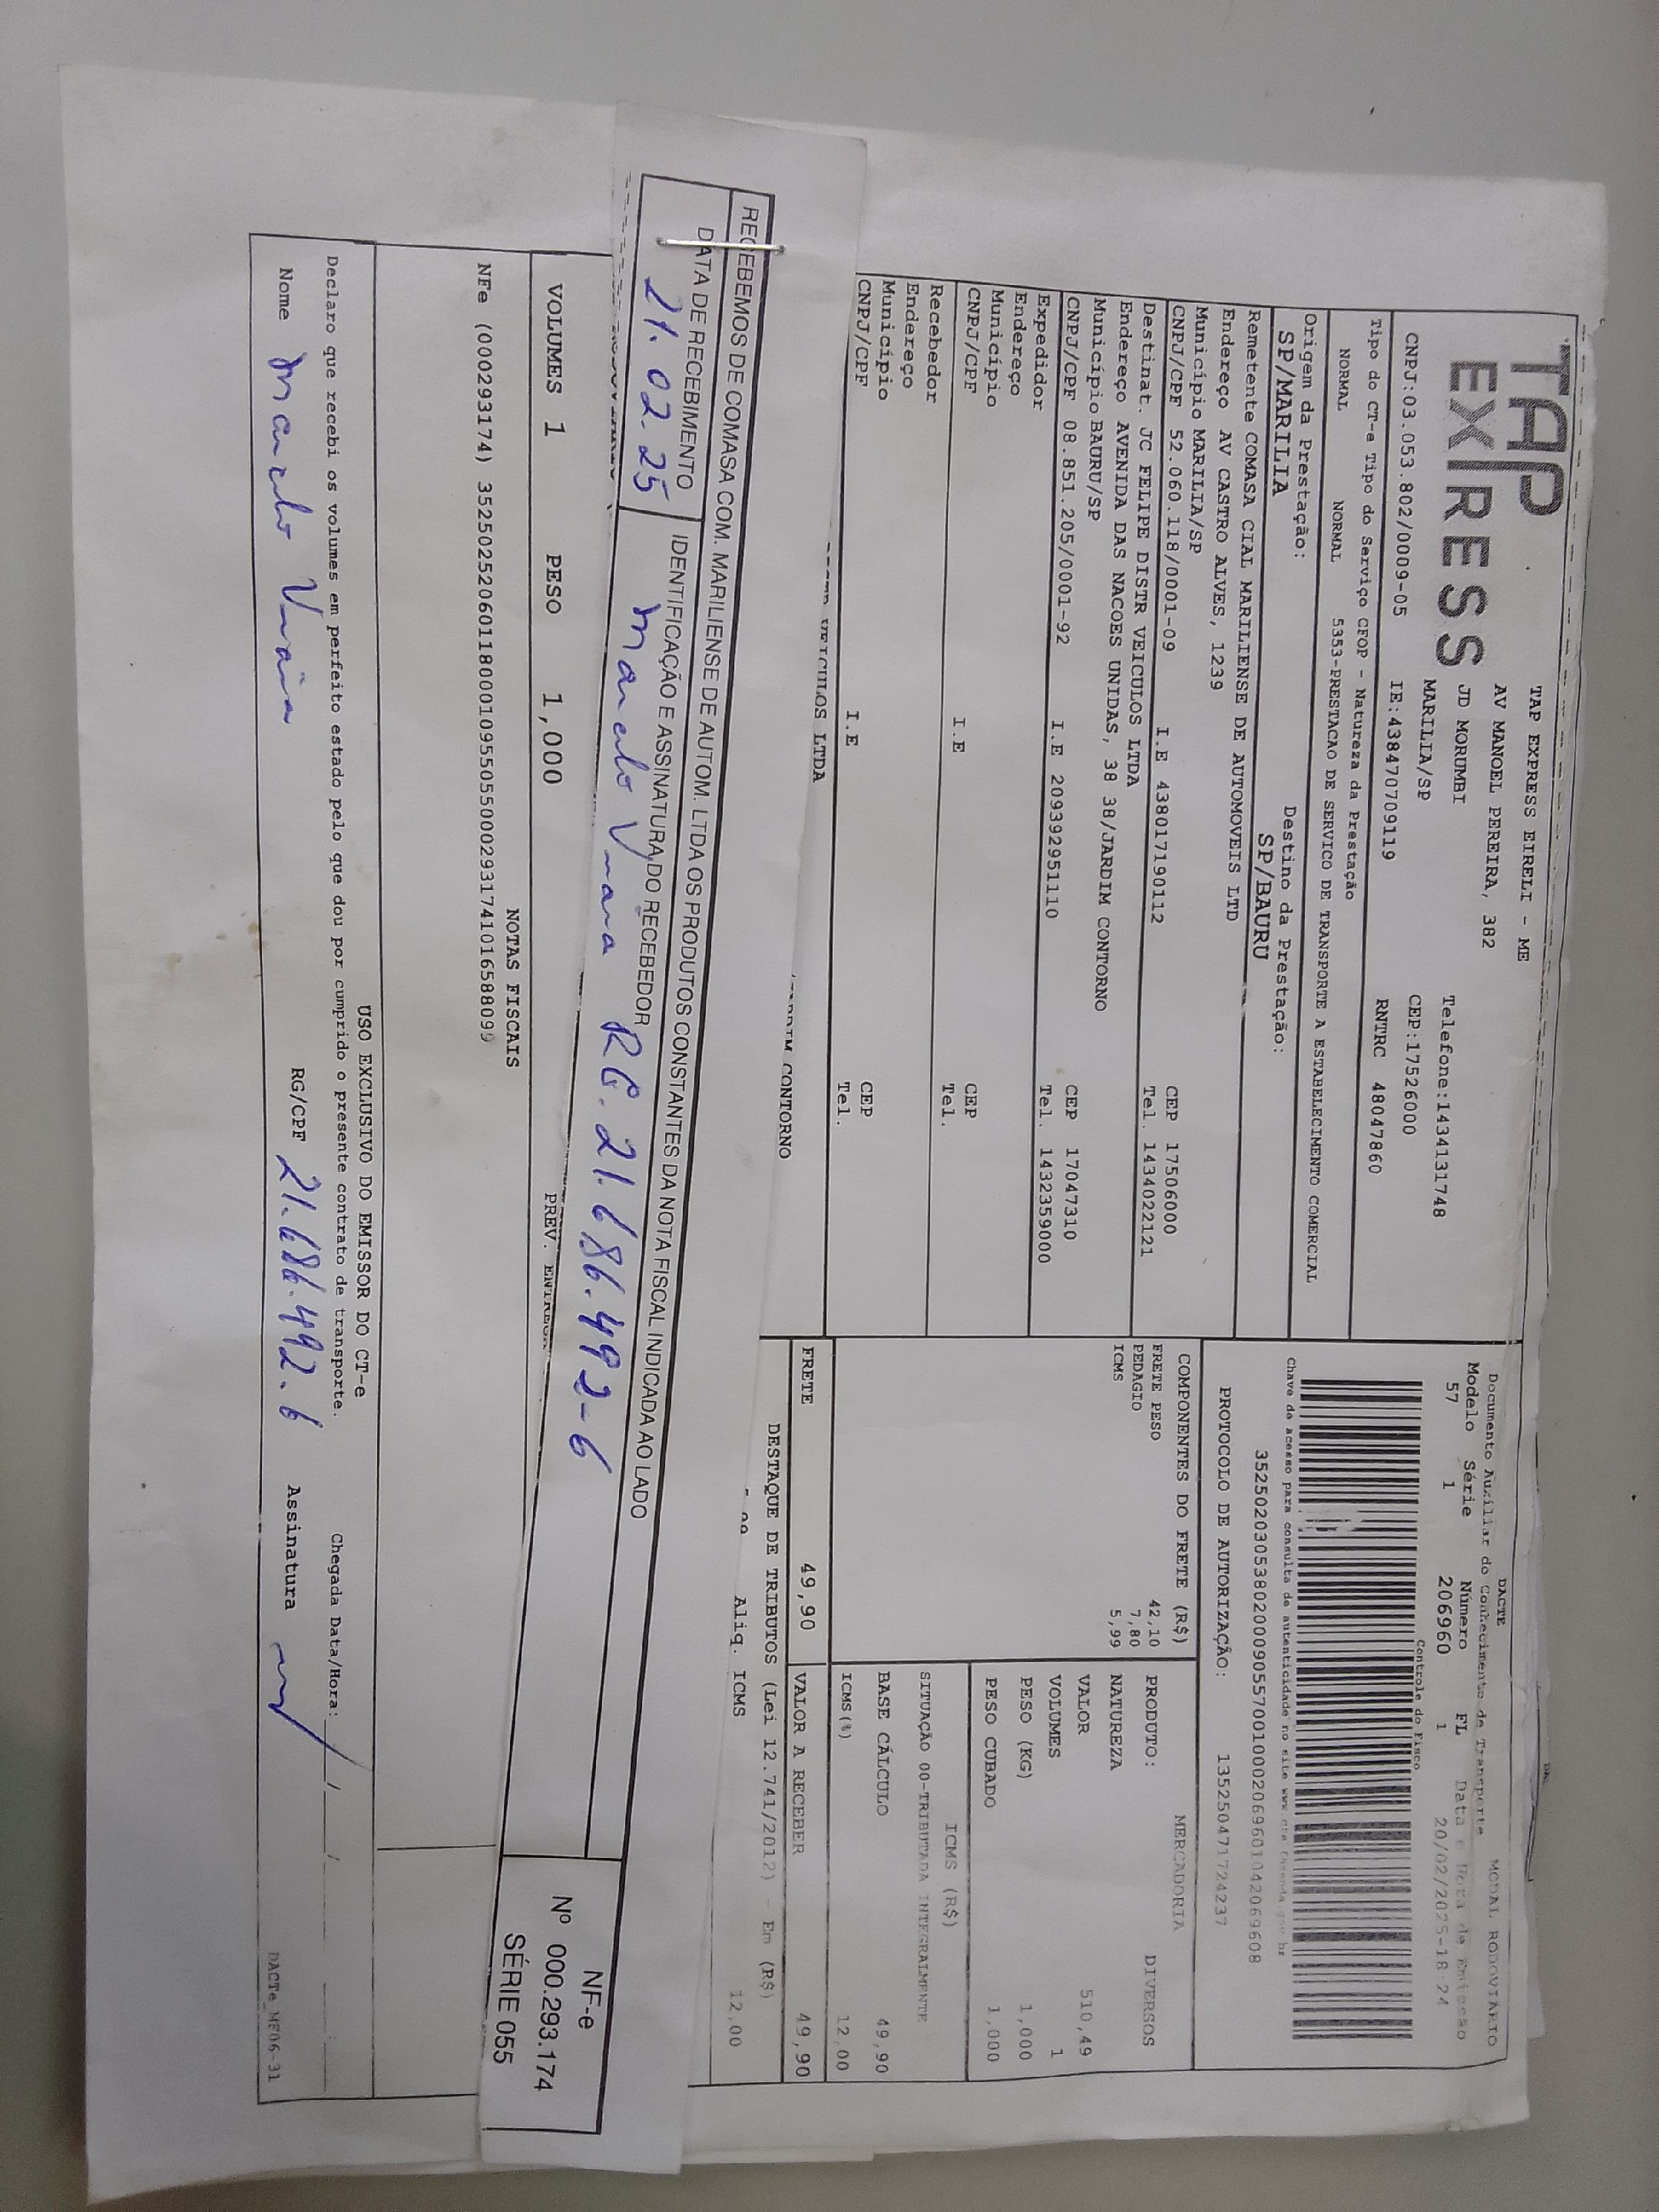 TAP
EXPRESS
TAP EXPRESS EIRELI - ME
AV MANOEL PEREIRA, 382
JD MORUMBI
MARILIA/SP
Telefone:1434131748
CEP:17526000
CNPJ:03.053.802/0009-05 IE:438470709119 RNTRC 48047860
Tipo do CT-e Tipo do Serviço CFOP - Natureza da Prestação
NORMAL NORMAL 5353-PRESTACAO DE SERVICO DE TRANSPORTE A ESTABELECIMENTO COMERCIAL
Origem da Prestação: Destino da Prestação:
SP/MARILIA SP/BAURU
Remetente COMASA CIAL MARILIENSE DE AUTOMOVEIS LTD
Endereço AV CASTRO ALVES, 1239
Município MARILIA/SP CEP 17506000
CNPJ/CPF 52.060.118/0001-09 I.E 438017190112 Tel. 1434022121
Destinat. JC FELIPE DISTR VEICULOS LTDA
Endereço AVENIDA DAS NACOES UNIDAS, 38 38/JARDIM CONTORNO
Município BAURU/SP CEP 17047310
CNPJ/CPF 08.851.205/0001-92 I.E 209392951110 Tel. 1432359000
Expedidor
Endereço
Município CEP
CNPJ/CPF I.E Tel.
Recebedor
Endereço
Município CEP
CNPJ/CPF I.E Tel.
VEICULOS LTDA
CONTORNO
DACTE MODAL RODOVIÁRIO
Documento Auxiliar do Conhecimento de Transporte
Modelo Série Número FL Data e Hora da Emissão
57 1 206960 1 20/02/2025-18:24
Controle do Fisco
Chave de acesso para consulta de autenticidade no site www.cte.fazenda.gov.br
35250203053802000905570010002069601042069608
PROTOCOLO DE AUTORIZAÇÃO: 135250471724237
COMPONENTES DO FRETE (R$)
FRETE PESO 42,10
PEDAGIO 7,80
ICMS 5,99
MERCADORIA
PRODUTO: DIVERSOS
NATUREZA
VALOR 510,49
VOLUMES 1
PESO (KG) 1,000
PESO CUBADO 1,000
ICMS (R$)
SITUAÇÃO 00-TRIBUTADA INTEGRALMENTE
BASE CÁLCULO 49,90
ICMS(%) 12,00
FRETE 49,90 VALOR A RECEBER 49,90
DESTAQUE DE TRIBUTOS (Lei 12.741/2012) - Em (R$)
Aliq. ICMS 12,00
RECEBEMOS DE COMASA COM. MARILIENSE DE AUTOM. LTDA OS PRODUTOS CONSTANTES DA NOTA FISCAL INDICADA AO LADO
DATA DE RECEBIMENTO IDENTIFICAÇÃO E ASSINATURA DO RECEBEDOR
21.02.25 Marcelo Viana RG. 21.686.492-6
NF-e
Nº 000.293.174
SÉRIE 055
VOLUMES 1 PESO 1,000 PREV. ENTREGA
NOTAS FISCAIS
NFe (000293174) 35250252060118000109550550002931741016588099
USO EXCLUSIVO DO EMISSOR DO CT-e
Declaro que recebi os volumes em perfeito estado pelo que dou por cumprido o presente contrato de transporte. Chegada Data/Hora: / /
Nome Marcelo Viana RG/CPF 21.686.492.6 Assinatura
DACTe_MF06-31